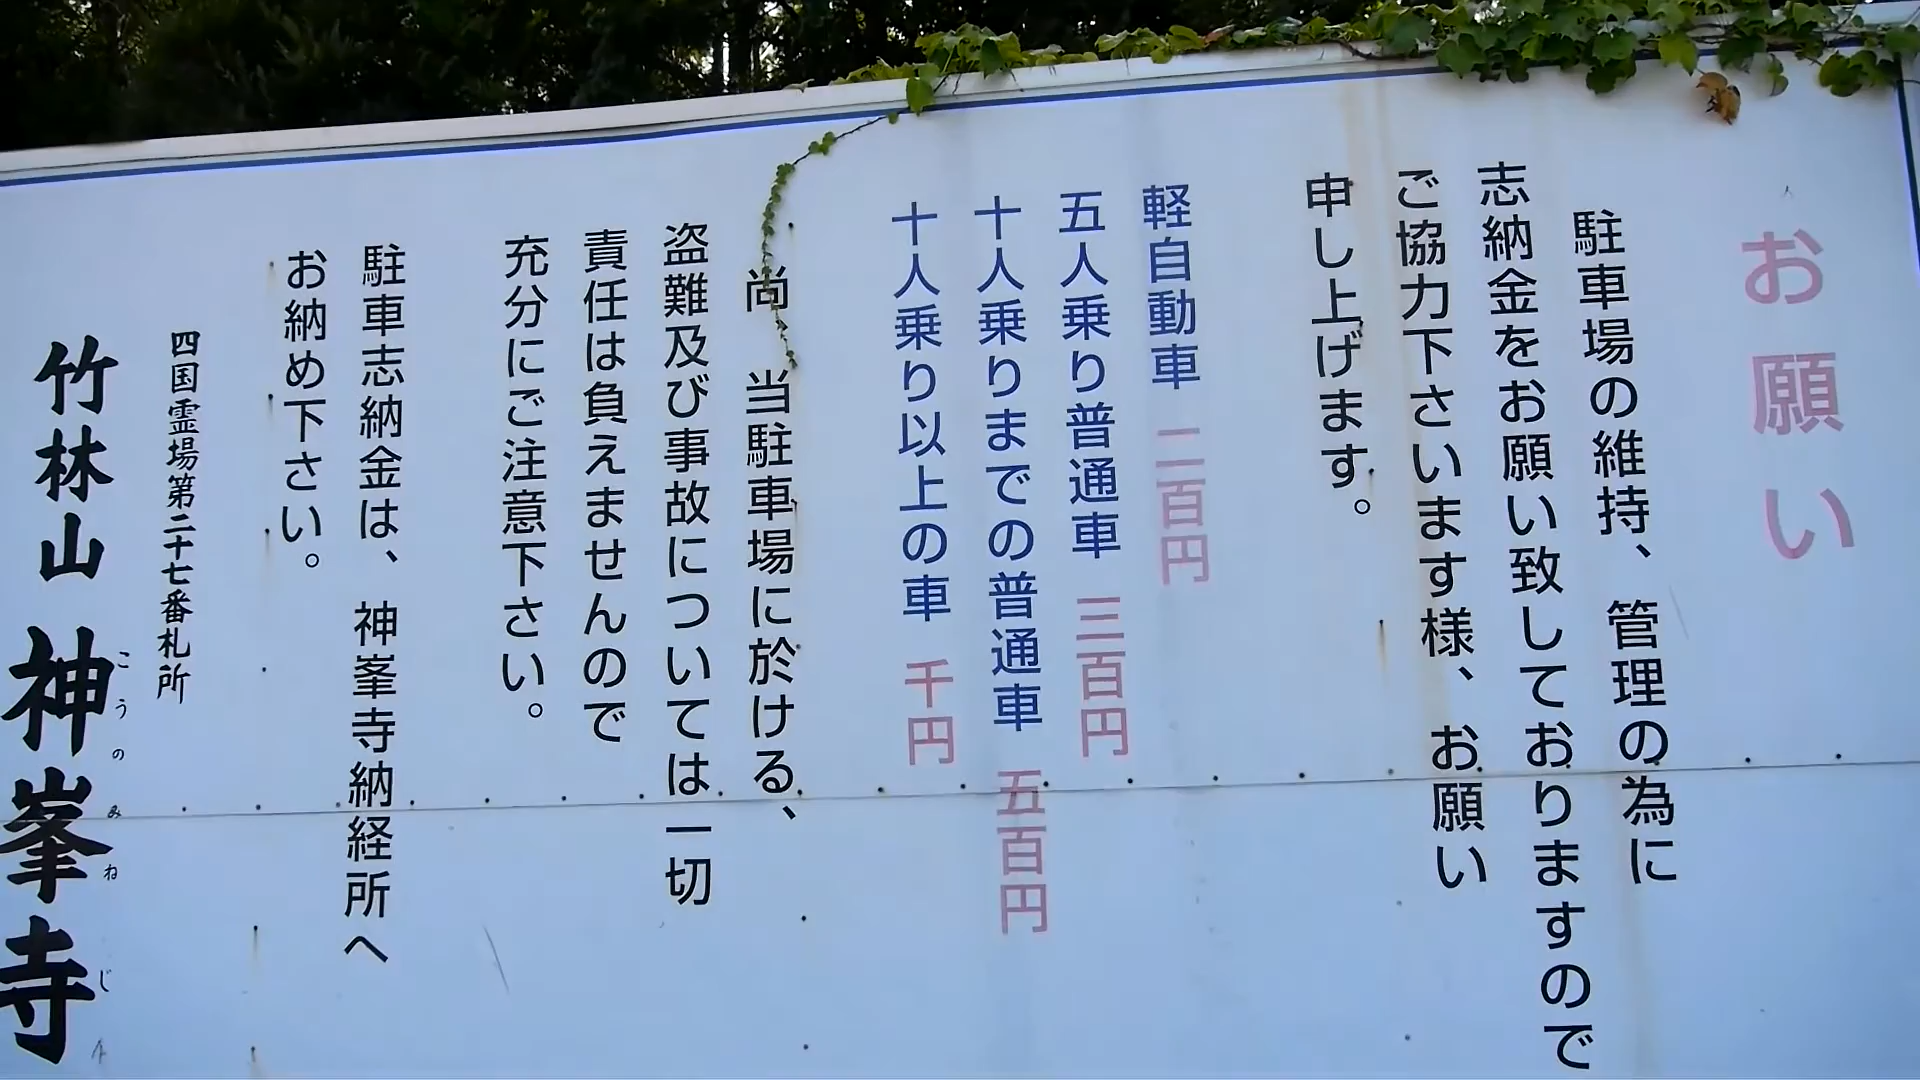 お願い
駐車場の維持、管理の為に
志納金をお願い致しておりますので
ご協力下さいます様、お願い
申し上げます。
軽自動車 二百円
五人乗り普通車 三百円
十人乗りまでの普通車 五百円
十人乗り以上の車 千円
尚、当駐車場に於ける、
盗難及び事故については一切
責任は負えませんので
充分にご注意下さい。
駐車志納金は、神峯寺納経所へ
お納め下さい。
四国霊場第二十七番札所
竹林山 神峯寺
こうのみねじ